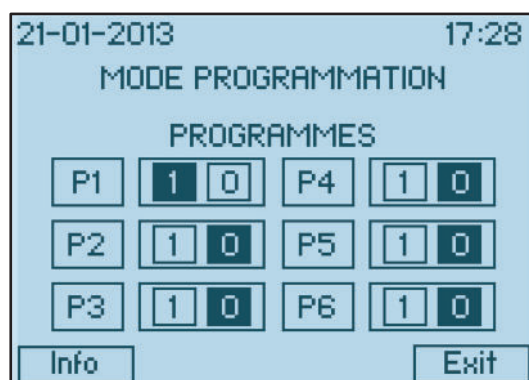 21-01-2013 17:28
MODE PROGRAMMATION
PROGRAMMES
P1 1 0 P4 1 0
P2 1 0 P5 1 0
P3 1 0 P6 1 0
Info Exit